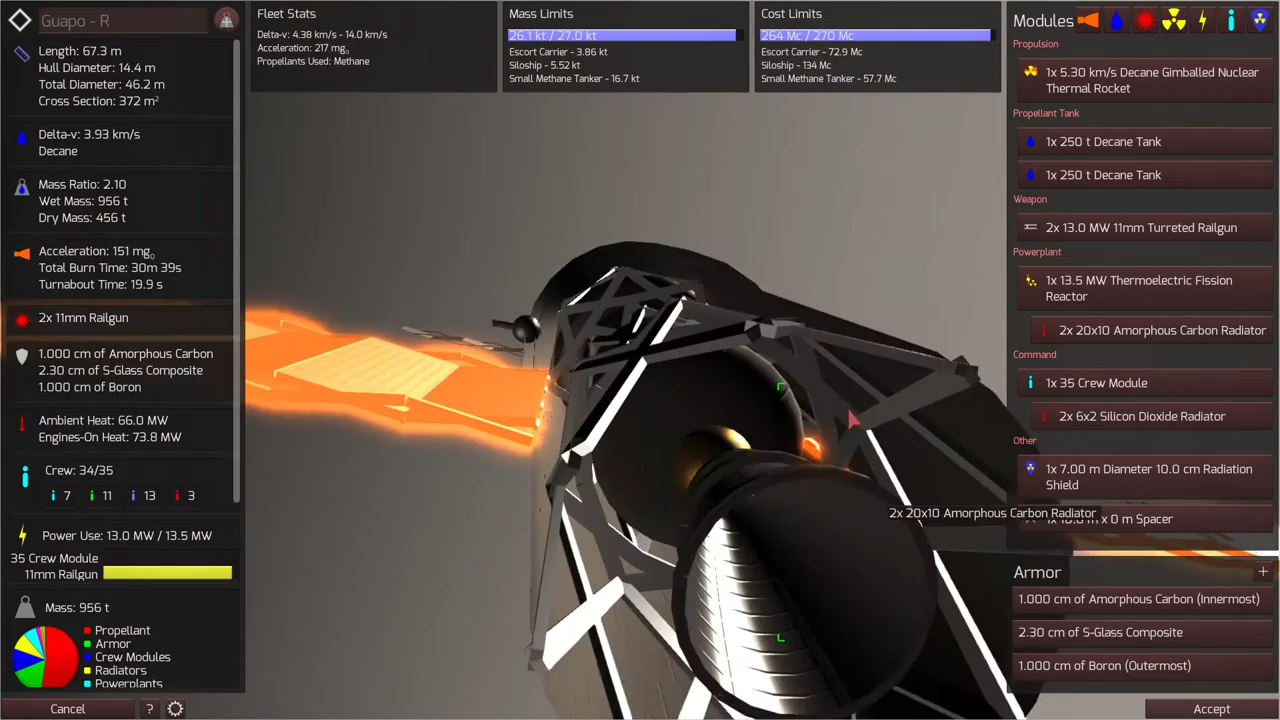 Guapo - R
Length: 67.3 m
Hull Diameter: 14.4 m
Total Diameter: 46.2 m
Cross Section: 372 m²
Delta-v: 3.93 km/s
Decane
Mass Ratio: 2.10
Wet Mass: 956 t
Dry Mass: 456 t
Acceleration: 151 mg₀
Total Burn Time: 30m 39s
Turnabout Time: 19.9 s
2x 11mm Railgun
1.000 cm of Amorphous Carbon
2.30 cm of S-Glass Composite
1.000 cm of Boron
Ambient Heat: 66.0 MW
Engines-On Heat: 73.8 MW
Crew: 34/35
7 11 13 3
Power Use: 13.0 MW / 13.5 MW
35 Crew Module
11mm Railgun
Mass: 956 t
Propellant
Armor
Crew Modules
Radiators
Powerplants
Cancel
?
Fleet Stats
Delta-v: 4.38 km/s - 14.0 km/s
Acceleration: 217 mg₀
Propellants Used: Methane
Mass Limits
26.1 kt / 27.0 kt
Escort Carrier - 3.86 kt
Siloship - 5.52 kt
Small Methane Tanker - 16.7 kt
Cost Limits
264 Mc / 270 Mc
Escort Carrier - 72.9 Mc
Siloship - 134 Mc
Small Methane Tanker - 57.7 Mc
2x 20x10 Amorphous Carbon Radiator
Modules
Propulsion
1x 5.30 km/s Decane Gimballed Nuclear
Thermal Rocket
Propellant Tank
1x 250 t Decane Tank
1x 250 t Decane Tank
Weapon
2x 13.0 MW 11mm Turreted Railgun
Powerplant
1x 13.5 MW Thermoelectric Fission
Reactor
2x 20x10 Amorphous Carbon Radiator
Command
1x 35 Crew Module
2x 6x2 Silicon Dioxide Radiator
Other
1x 7.00 m Diameter 10.0 cm Radiation
Shield
m x 0 m Spacer
Armor
+
1.000 cm of Amorphous Carbon (Innermost)
2.30 cm of S-Glass Composite
1.000 cm of Boron (Outermost)
Accept